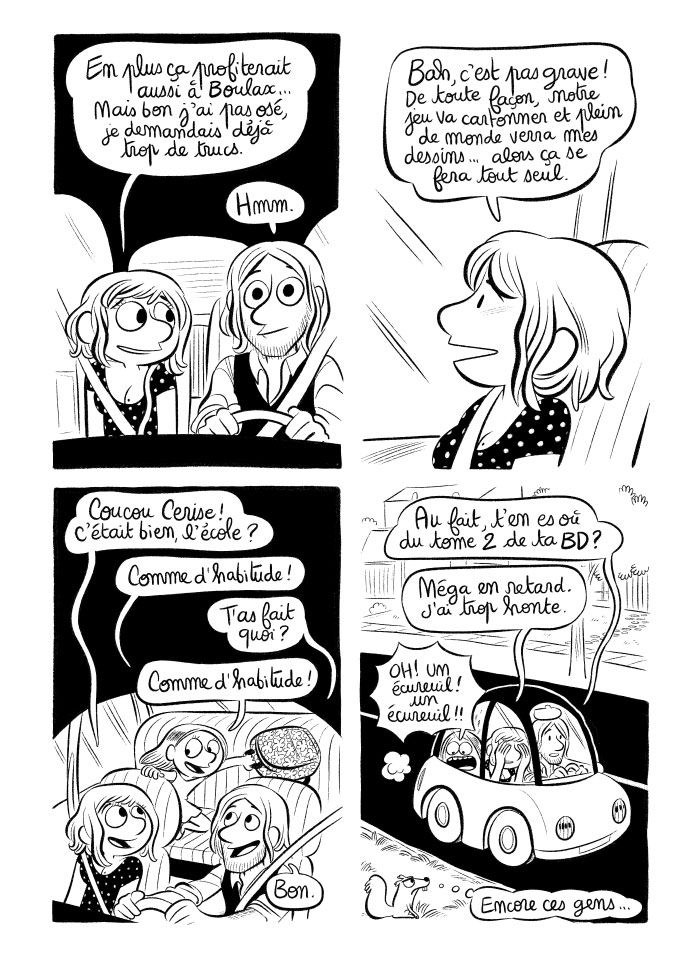 En plus ça profiterait
aussi à Boulax...
Mais bon j'ai pas osé,
je demandais déjà
trop de trucs.
Hmm.
Bah, c'est pas grave!
De toute façon, notre
jeu va cartonner et plein
de monde verra mes
dessins... alors ça se
fera tout seul.
Coucou Cerise!
c'était bien, l'école?
Comme d'habitude!
T'as fait
quoi?
Comme d'habitude!
Bon.
Au fait, t'en es où
du tome 2 de ta BD?
Méga en retard.
J'ai trop honte.
OH! UN
écureuil!
un
écureuil!!
Encore ces gens...